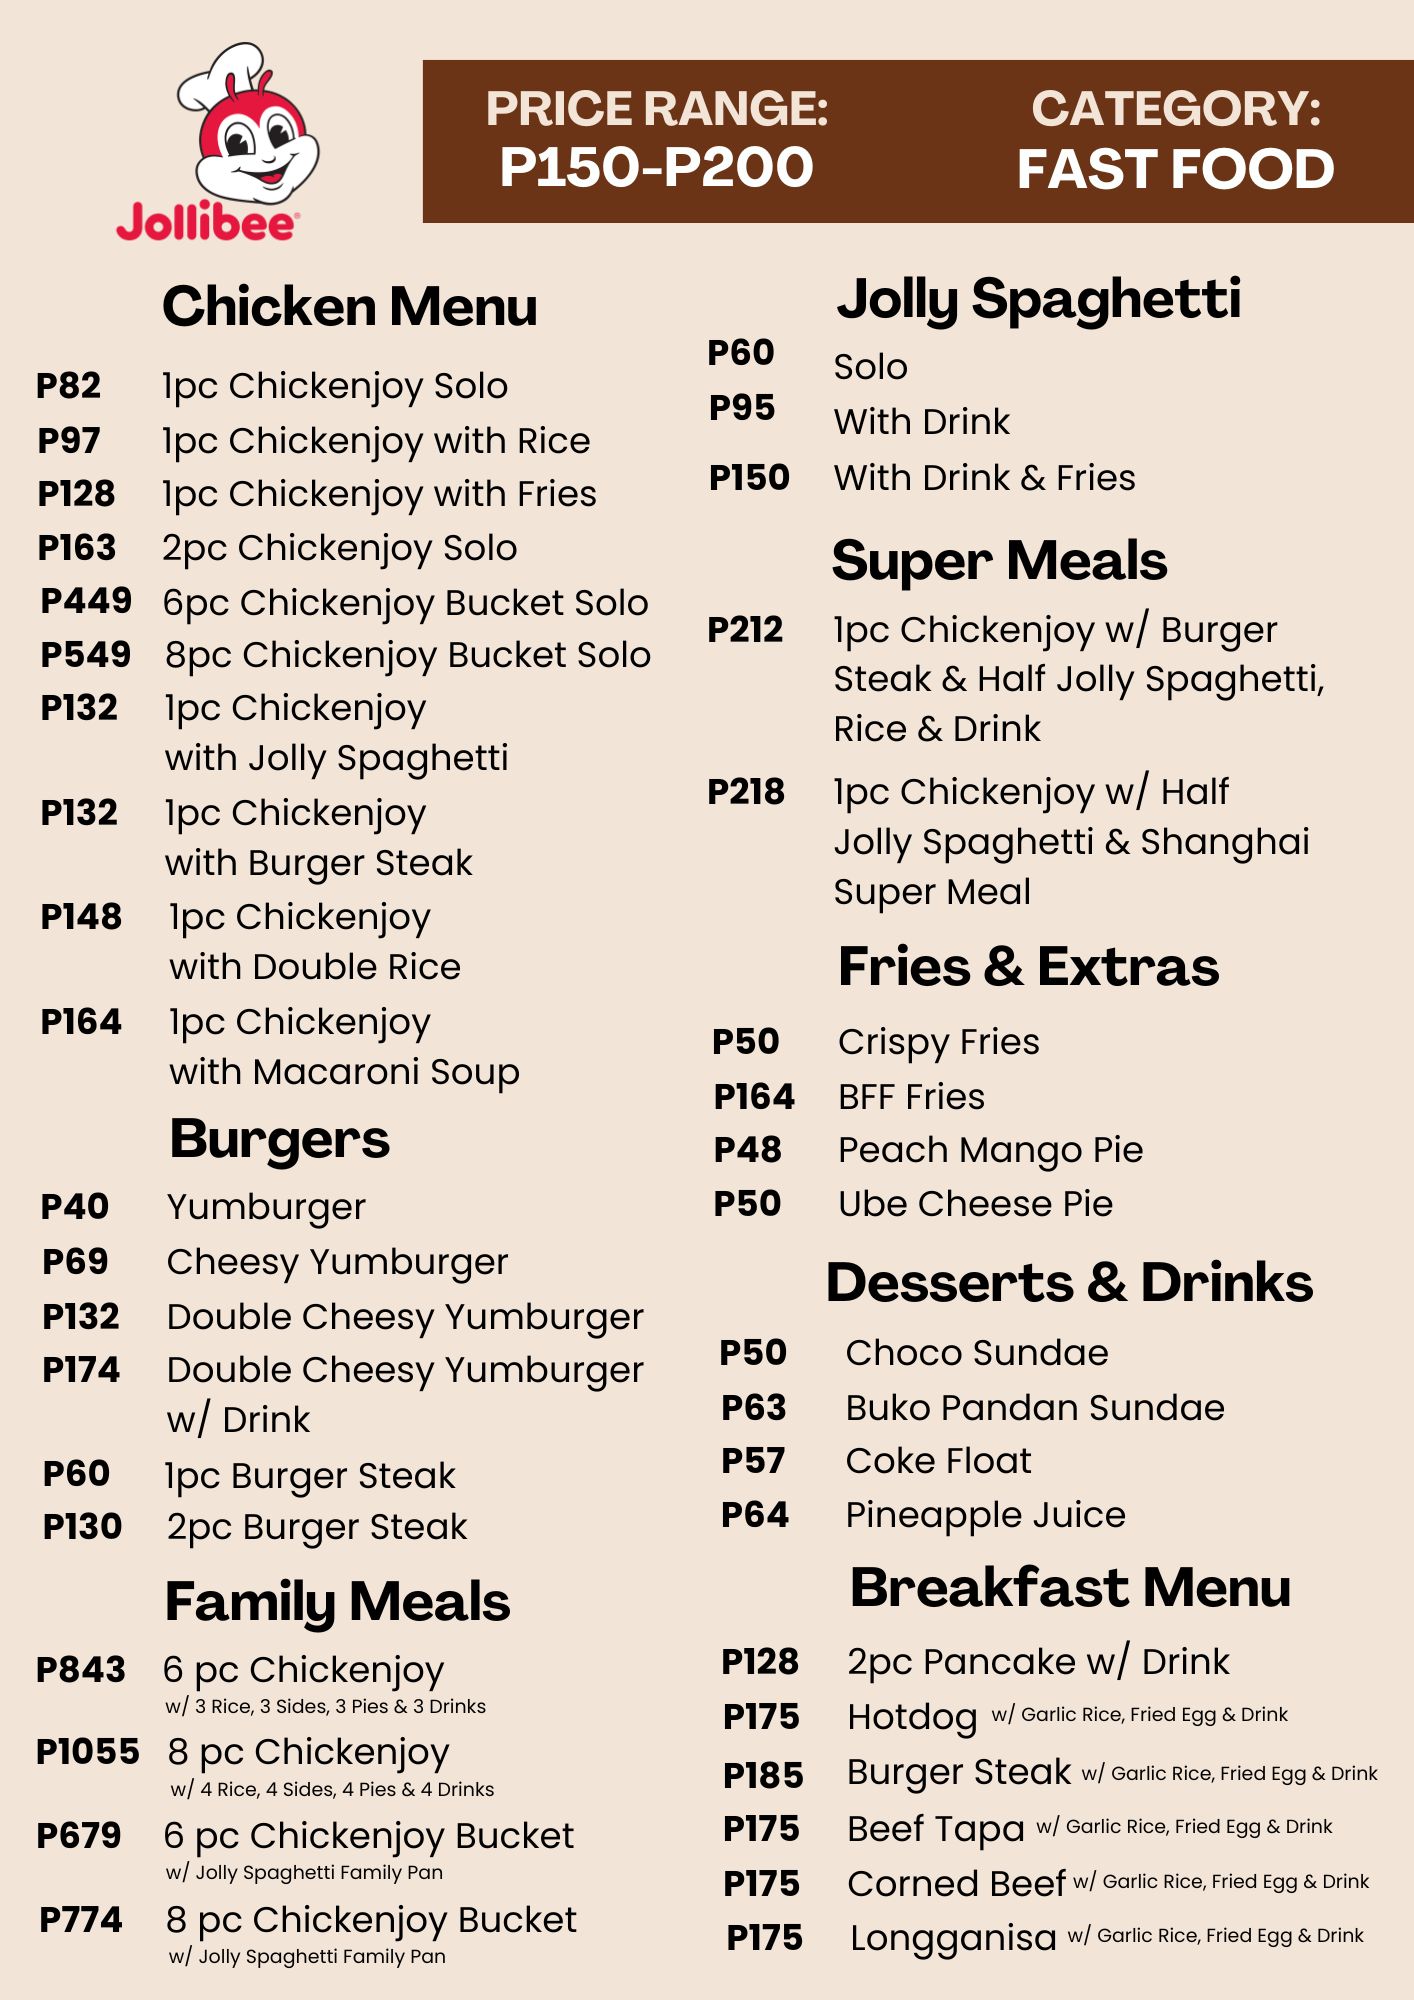 Jollibee
PRICE RANGE:
P150-P200
CATEGORY:
FAST FOOD
Chicken Menu
P82 1pc Chickenjoy Solo
P97 1pc Chickenjoy with Rice
P128 1pc Chickenjoy with Fries
P163 2pc Chickenjoy Solo
P449 6pc Chickenjoy Bucket Solo
P549 8pc Chickenjoy Bucket Solo
P132 1pc Chickenjoy
with Jolly Spaghetti
P132 1pc Chickenjoy
with Burger Steak
P148 1pc Chickenjoy
with Double Rice
P164 1pc Chickenjoy
with Macaroni Soup
Burgers
P40 Yumburger
P69 Cheesy Yumburger
P132 Double Cheesy Yumburger
P174 Double Cheesy Yumburger
w/ Drink
P60 1pc Burger Steak
P130 2pc Burger Steak
Family Meals
P843 6 pc Chickenjoy
w/ 3 Rice, 3 Sides, 3 Pies & 3 Drinks
P1055 8 pc Chickenjoy
w/ 4 Rice, 4 Sides, 4 Pies & 4 Drinks
P679 6 pc Chickenjoy Bucket
w/ Jolly Spaghetti Family Pan
P774 8 pc Chickenjoy Bucket
w/ Jolly Spaghetti Family Pan
Jolly Spaghetti
P60 Solo
P95 With Drink
P150 With Drink & Fries
Super Meals
P212 1pc Chickenjoy w/ Burger
Steak & Half Jolly Spaghetti,
Rice & Drink
P218 1pc Chickenjoy w/ Half
Jolly Spaghetti & Shanghai
Super Meal
Fries & Extras
P50 Crispy Fries
P164 BFF Fries
P48 Peach Mango Pie
P50 Ube Cheese Pie
Desserts & Drinks
P50 Choco Sundae
P63 Buko Pandan Sundae
P57 Coke Float
P64 Pineapple Juice
Breakfast Menu
P128 2pc Pancake w/ Drink
P175 Hotdog w/ Garlic Rice, Fried Egg & Drink
P185 Burger Steak w/ Garlic Rice, Fried Egg & Drink
P175 Beef Tapa w/ Garlic Rice, Fried Egg & Drink
P175 Corned Beef w/ Garlic Rice, Fried Egg & Drink
P175 Longganisa w/ Garlic Rice, Fried Egg & Drink